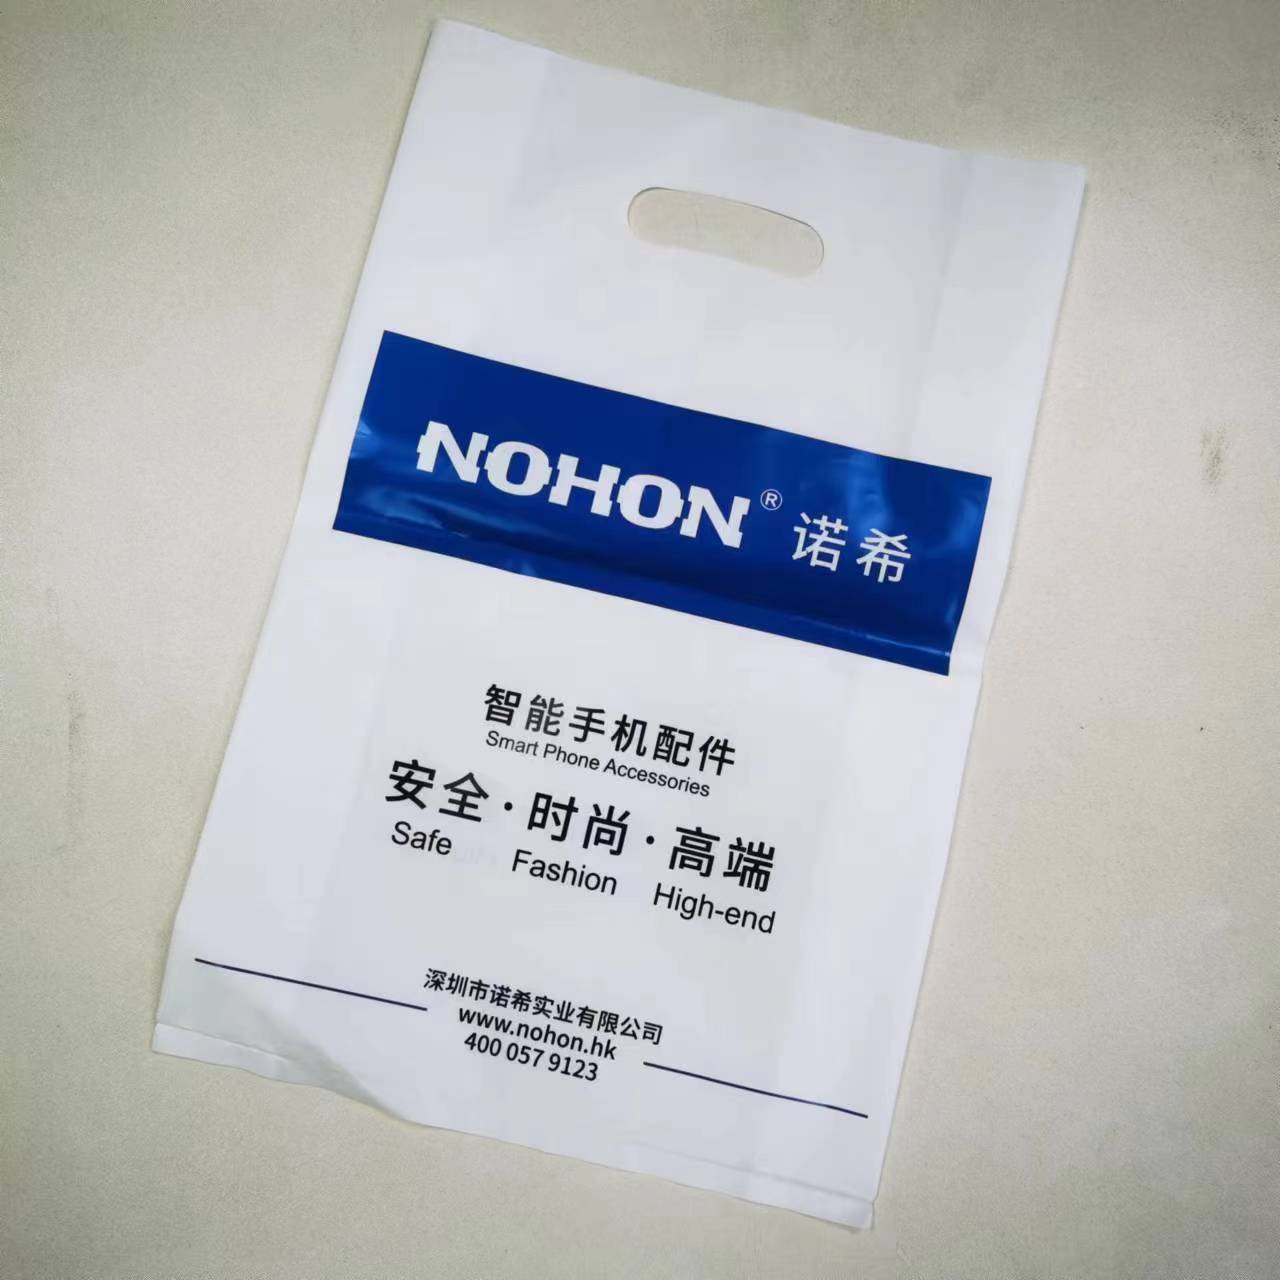 NOHON® 诺希
智能手机配件
Smart Phone Accessories
安全·时尚·高端
Safe Fashion High-end
深圳市诺希实业有限公司
www.nohon.hk
400 057 9123